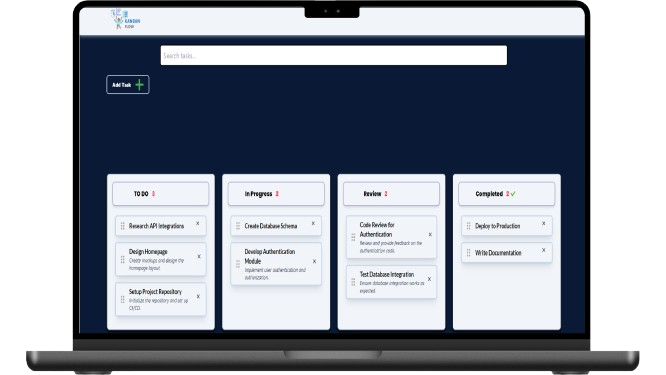 KANBAN
FLOW
Search tasks...
Add Task
TO DO 3
Research API Integrations x
Design Homepage x
Create mockups and design the
homepage layout.
Setup Project Repository x
Initialize the repository and set up
CI/CD.
In Progress 2
Create Database Schema x
Develop Authentication
Module x
Implement user authentication and
authorization.
Review 2
Code Review for
Authentication x
Review and provide feedback on the
authentication code.
Test Database Integration x
Ensure database integration works as
expected.
Completed 2
Deploy to Production x
Write Documentation x